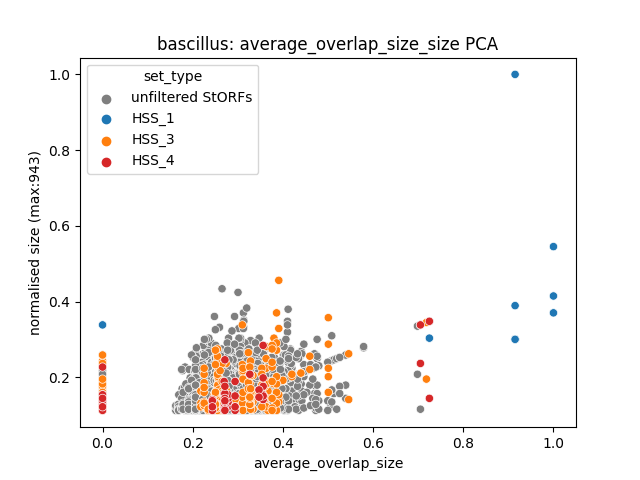 bascillus: average_overlap_size_size PCA
set_type
unfiltered StORFs
HSS_1
HSS_3
HSS_4
normalised size (max:943)
1.0
0.8
0.6
0.4
0.2
0.0 0.2 0.4 0.6 0.8 1.0
average_overlap_size